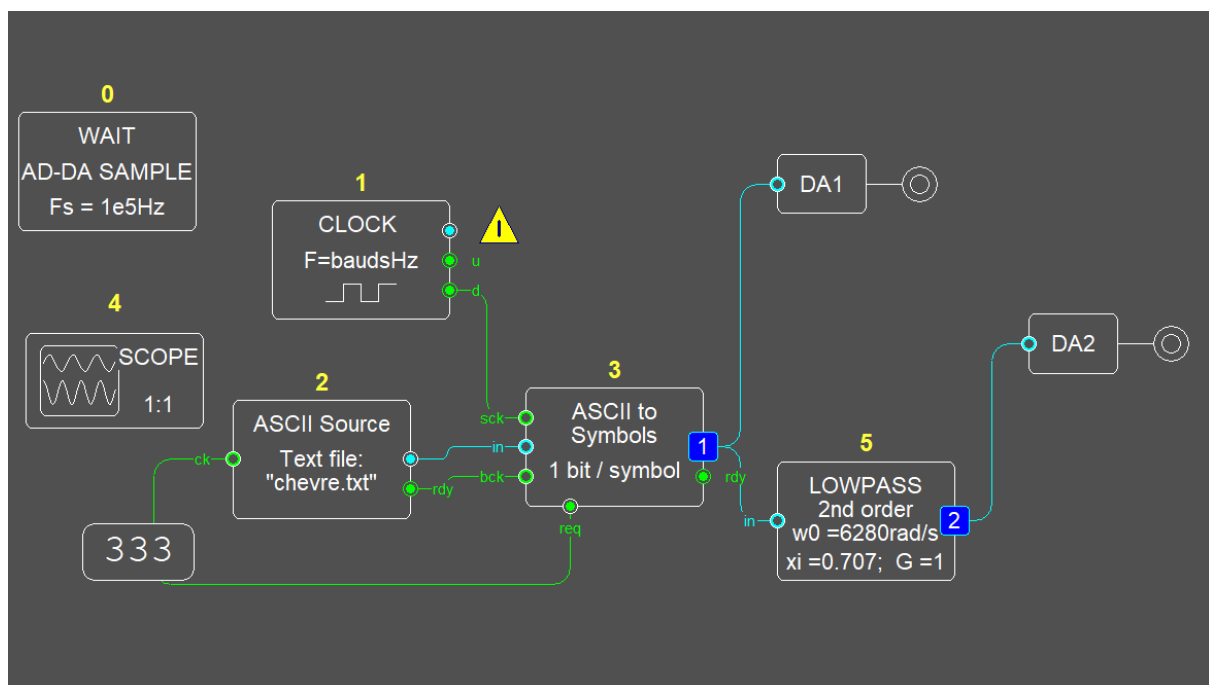 0
WAIT
AD-DA SAMPLE
Fs = 1e5Hz
1
CLOCK
F=baudsHz
u
d
4
SCOPE
1:1
2
ASCII Source
Text file:
"chevre.txt"
ck
rdy
333
3
ASCII to
Symbols
1 bit / symbol
sck
in
bck
req
1
rdy
DA1
5
LOWPASS
2nd order
w0 =6280rad/s
xi =0.707; G =1
in
2
DA2